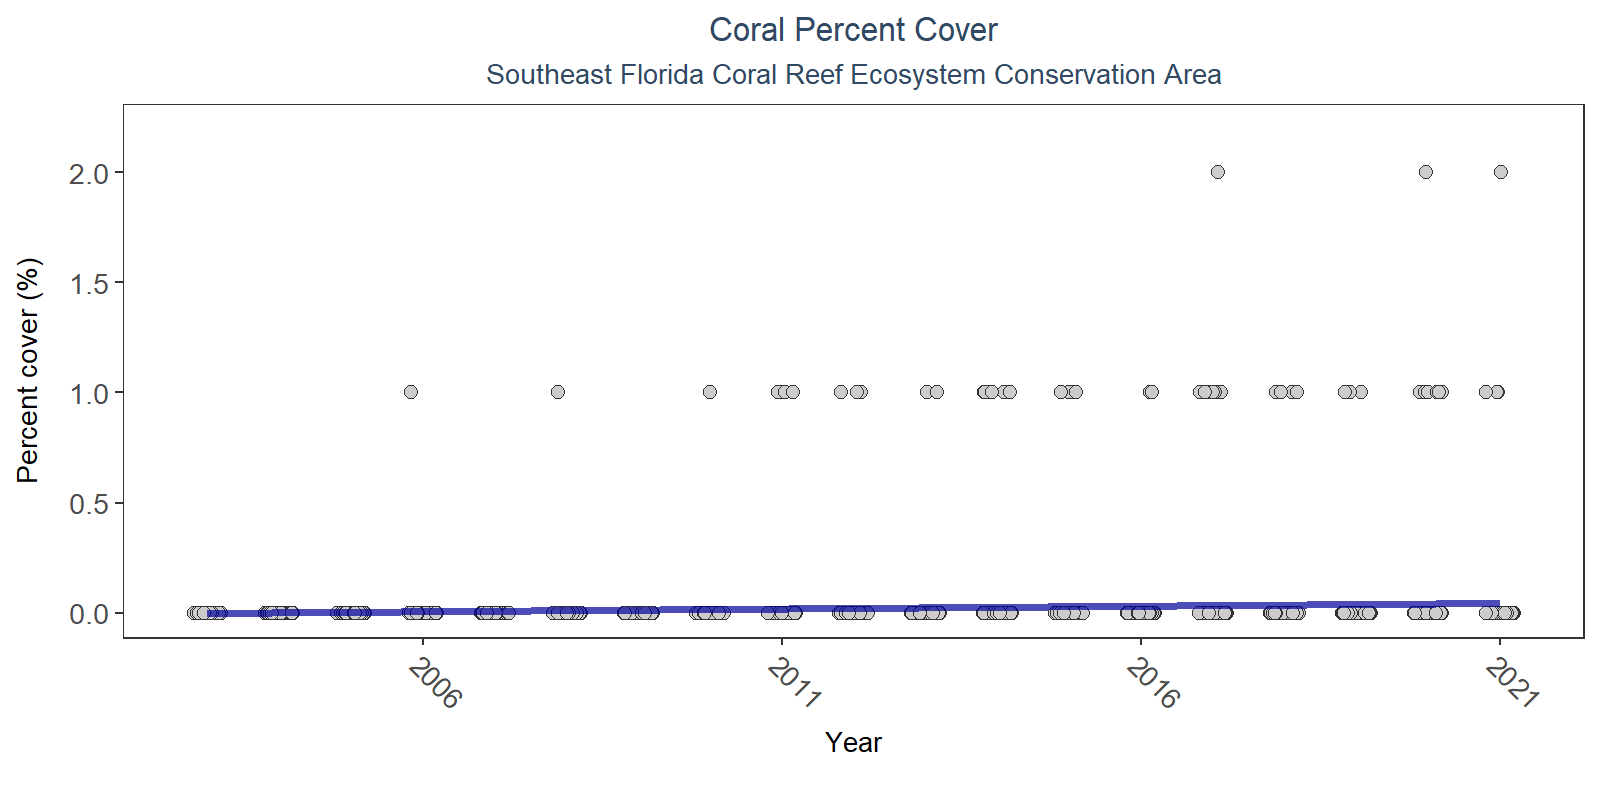 Coral Percent Cover
Southeast Florida Coral Reef Ecosystem Conservation Area
Percent cover (%)
2.0
1.5
1.0
0.5
0.0
2006
2011
2016
2021
Year